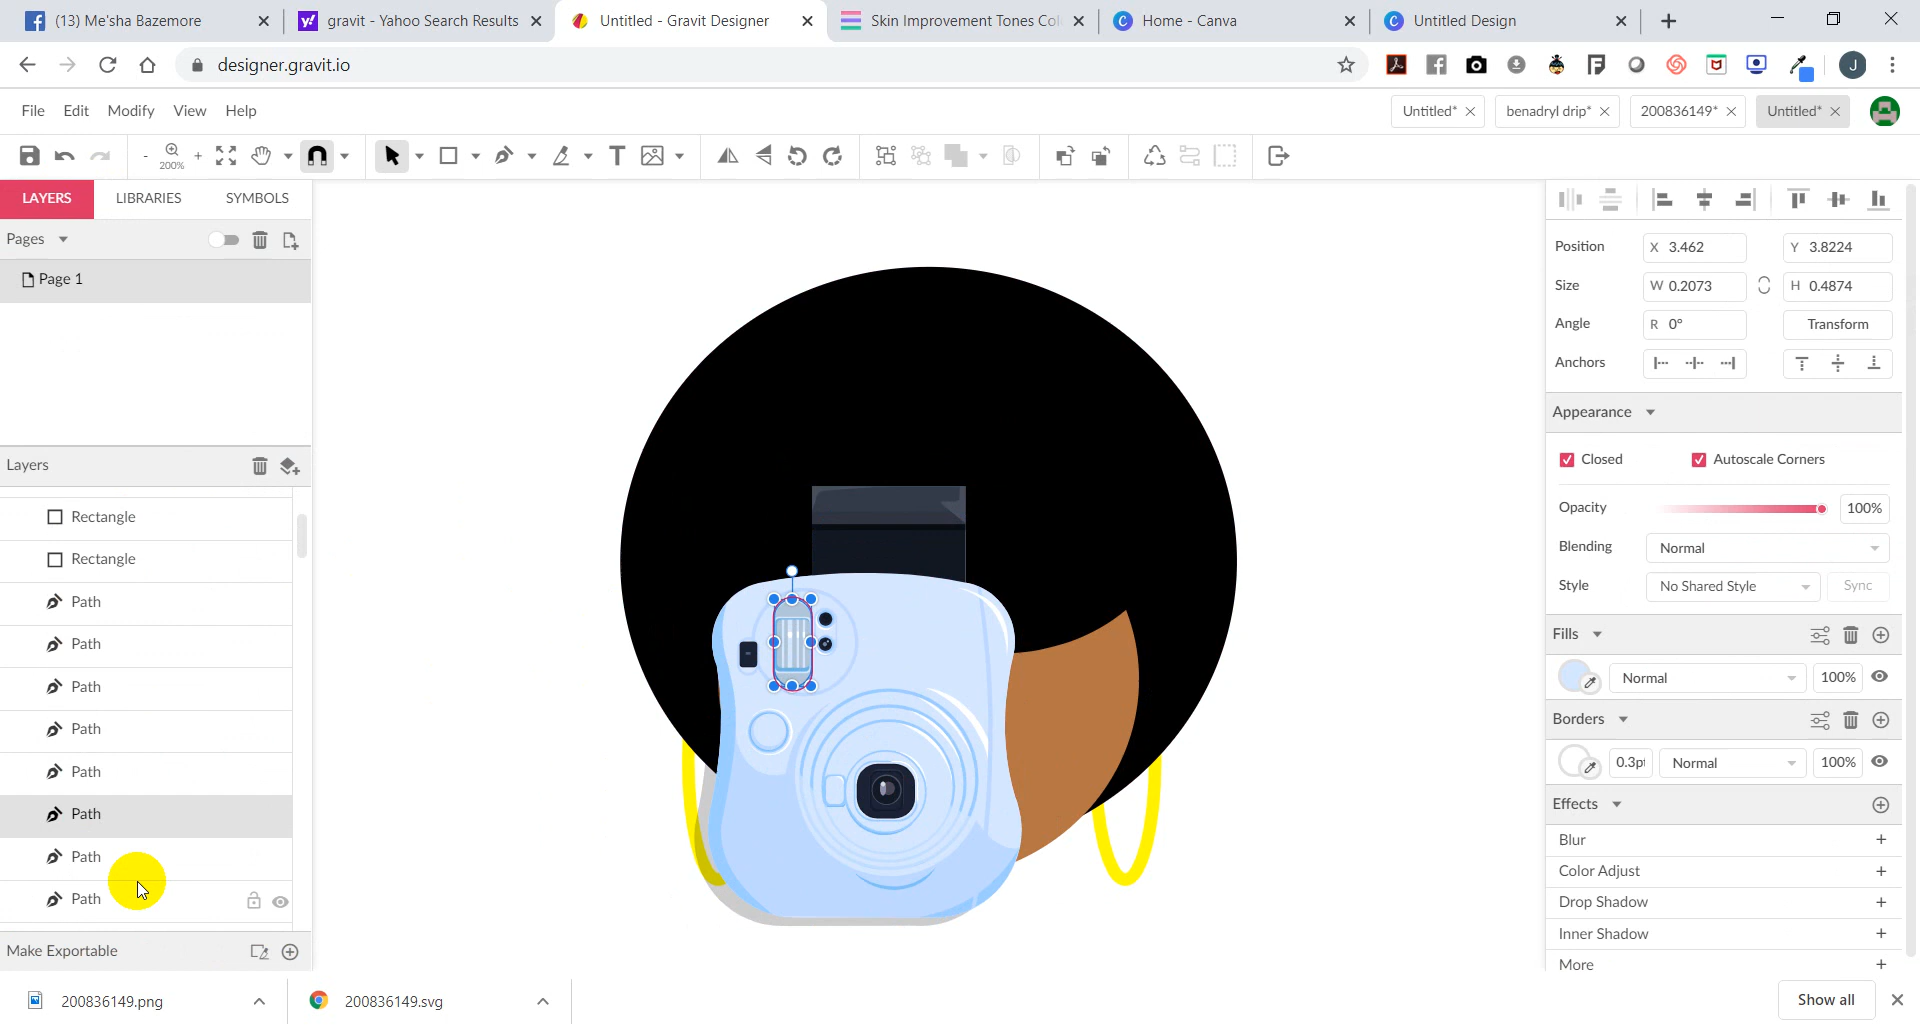 (13) Me'sha Bazemore
gravit - Yahoo Search Results
Untitled - Gravit Designer
Skin Improvement Tones Col
Home - Canva
Untitled Design
designer.gravit.io
J
File Edit Modify View Help
Untitled*
benadryl drip*
200836149*
Untitled*
200%
LAYERS LIBRARIES SYMBOLS
Pages
Page 1
Layers
Rectangle
Rectangle
Path
Path
Path
Path
Path
Path
Path
Path
Make Exportable
Position X 3.462 Y 3.8224
Size W 0.2073 H 0.4874
Angle R 0° Transform
Anchors
Appearance
Closed Autoscale Corners
Opacity 100%
Blending Normal
Style No Shared Style Sync
Fills
Normal 100%
Borders
0.3pt Normal 100%
Effects
Blur
Color Adjust
Drop Shadow
Inner Shadow
More
200836149.png
200836149.svg
Show all